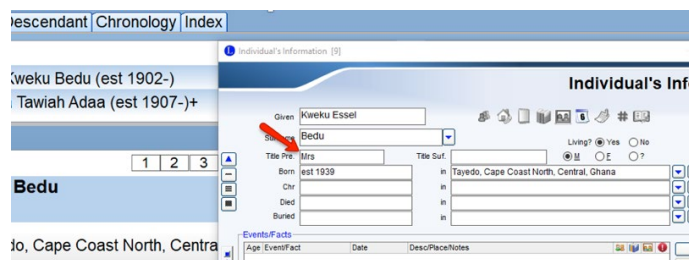 Descendant Chronology Index
Kweku Bedu (est 1902-)
Tawiah Adaa (est 1907-)+
1 2 3
Bedu
do, Cape Coast North, Centra
Individual's Information [9]
Individual's Inf
Given Kweku Essel
Surname Bedu
Living? Yes No
Title Pre. Mrs Title Suf. M F ?
Born est 1939 in Tayedo, Cape Coast North, Central, Ghana
Chr in
Died in
Buried in
Events/Facts
Age Event/Fact Date Desc/Place/Notes